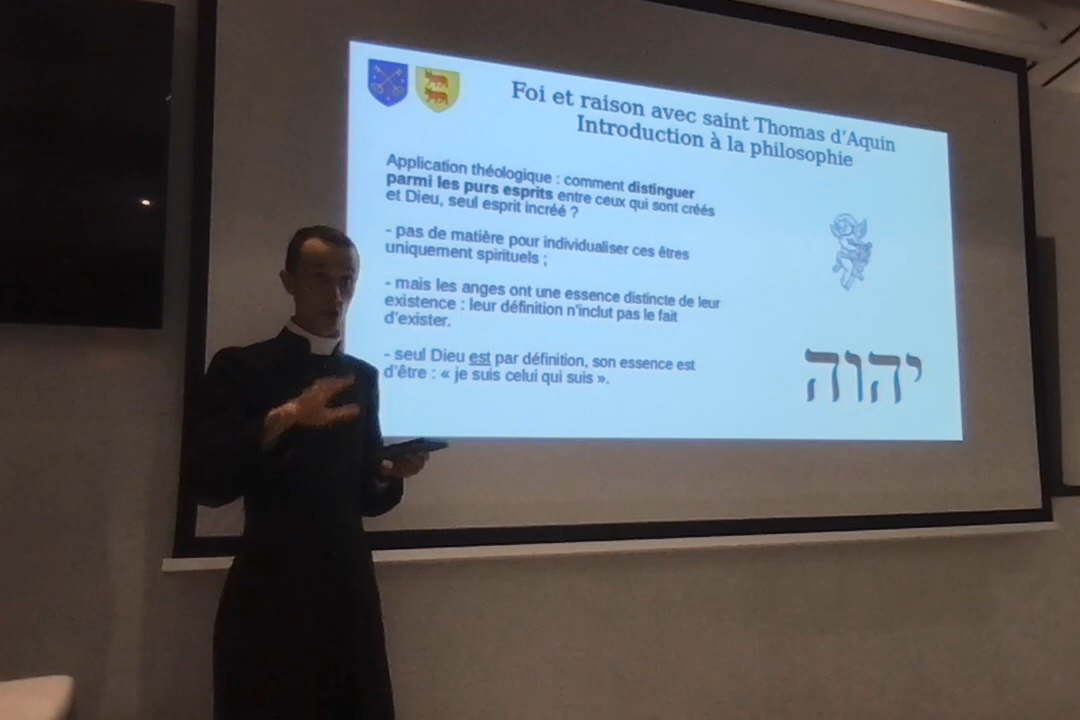 Foi et raison avec saint Thomas d'Aquin
Introduction à la philosophie
Application théologique : comment distinguer
parmi les purs esprits entre ceux qui sont créés
et Dieu, seul esprit incréé ?
- pas de matière pour individualiser ces êtres
uniquement spirituels ;
- mais les anges ont une essence distincte de leur
existence : leur définition n'inclut pas le fait
d'exister.
- seul Dieu est par définition, son essence est
d'être : « je suis celui qui suis ».
יהוה